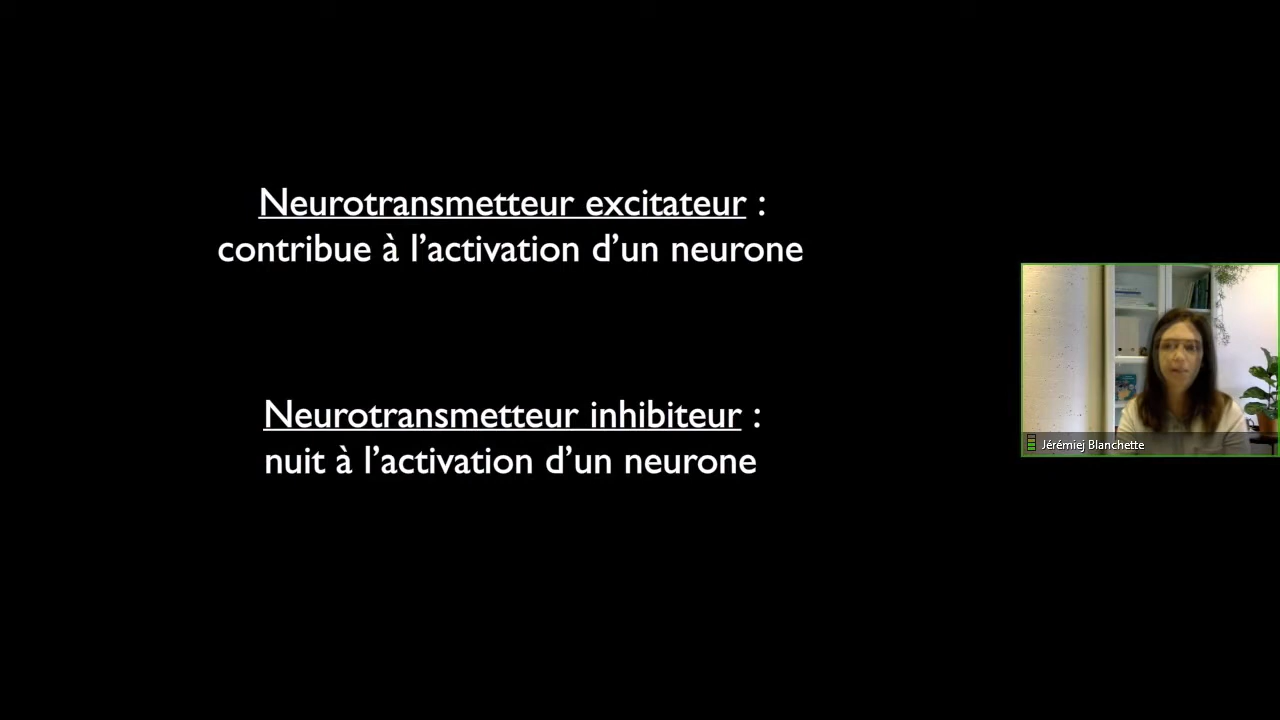 Neurotransmetteur excitateur :
contribue à l’activation d’un neurone
Neurotransmetteur inhibiteur :
nuit à l’activation d’un neurone
Jérémiej Blanchette